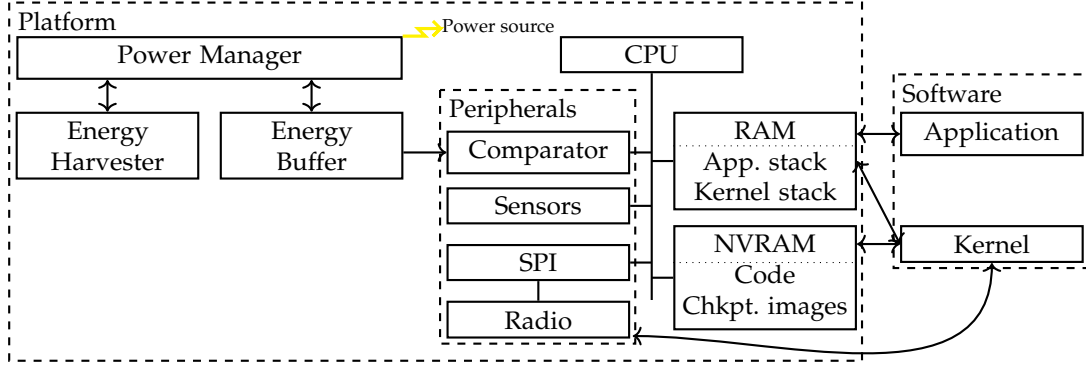 Platform
Power source
Power Manager
CPU
Energy
Harvester
Energy
Buffer
Peripherals
Comparator
Sensors
SPI
Radio
RAM
App. stack
Kernel stack
NVRAM
Code
Chkpt. images
Software
Application
Kernel